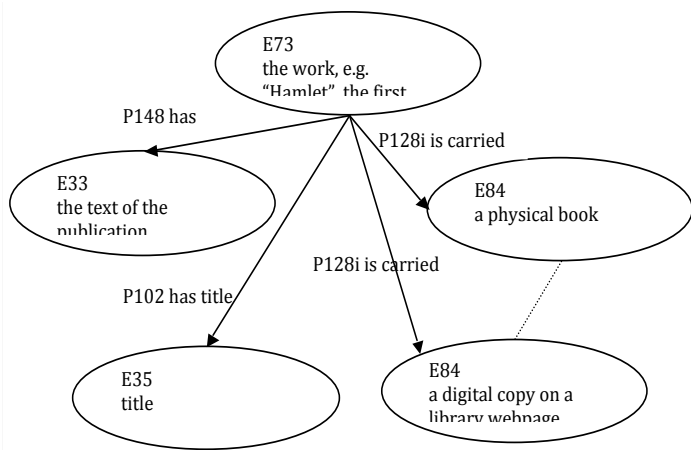 E73
the work, e.g.
“Hamlet”, the first
P148 has
P128i is carried
E33
the text of the
publication
E84
a physical book
P128i is carried
P102 has title
E35
title
E84
a digital copy on a
library webpage